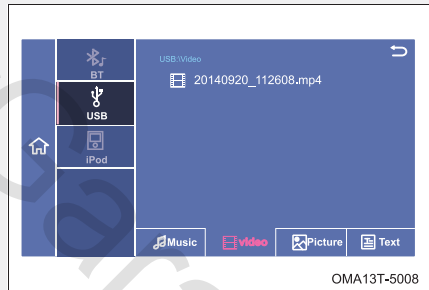 BT
USB
iPod
USB:\Video
20140920_112608.mp4
Music
video
Picture
Text
OMA13T-5008